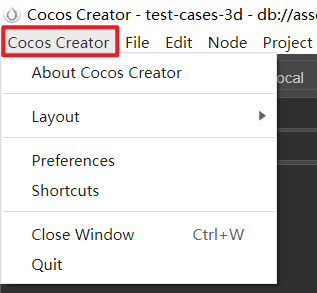 Cocos Creator - test-cases-3d - db://asse
Cocos Creator File Edit Node Project
About Cocos Creator
ocal
Layout
Preferences
Shortcuts
Close Window Ctrl+W
Quit